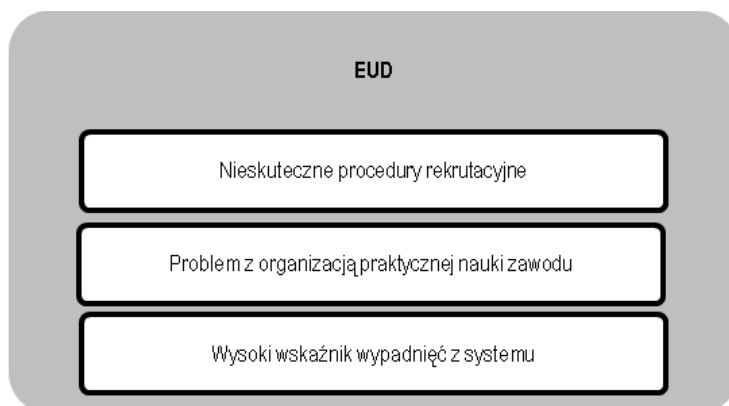 EUD
Nieskuteczne procedury rekrutacyjne
Problem z organizacją praktycznej nauki zawodu
Wysoki wskaźnik wypadnięć z systemu